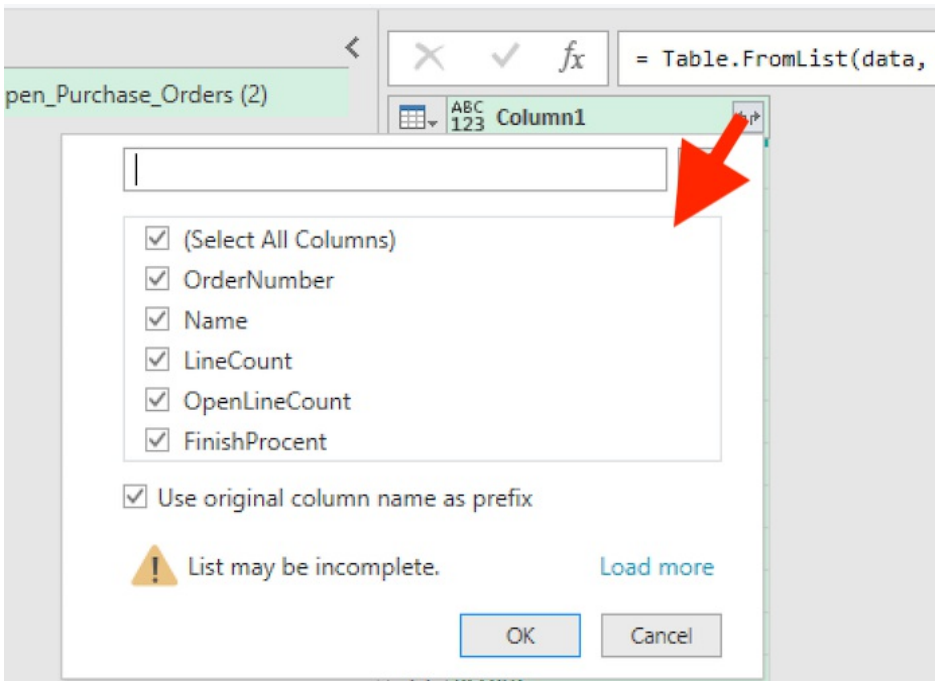 fx
= Table.FromList(data,
pen_Purchase_Orders (2)
ABC
123 Column1
(Select All Columns)
OrderNumber
Name
LineCount
OpenLineCount
FinishProcent
Use original column name as prefix
List may be incomplete.
Load more
OK
Cancel